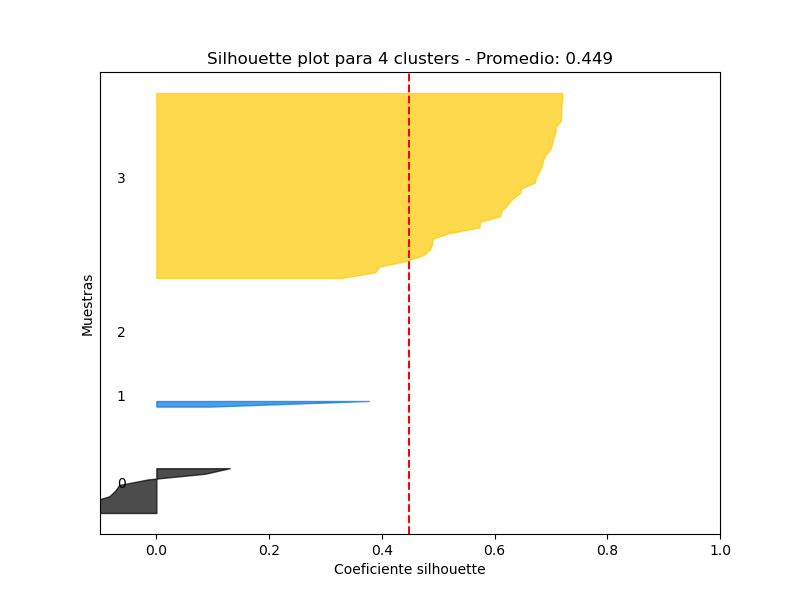 Silhouette plot para 4 clusters - Promedio: 0.449
3
2
1
0
Muestras
0.0 0.2 0.4 0.6 0.8 1.0
Coeficiente silhouette